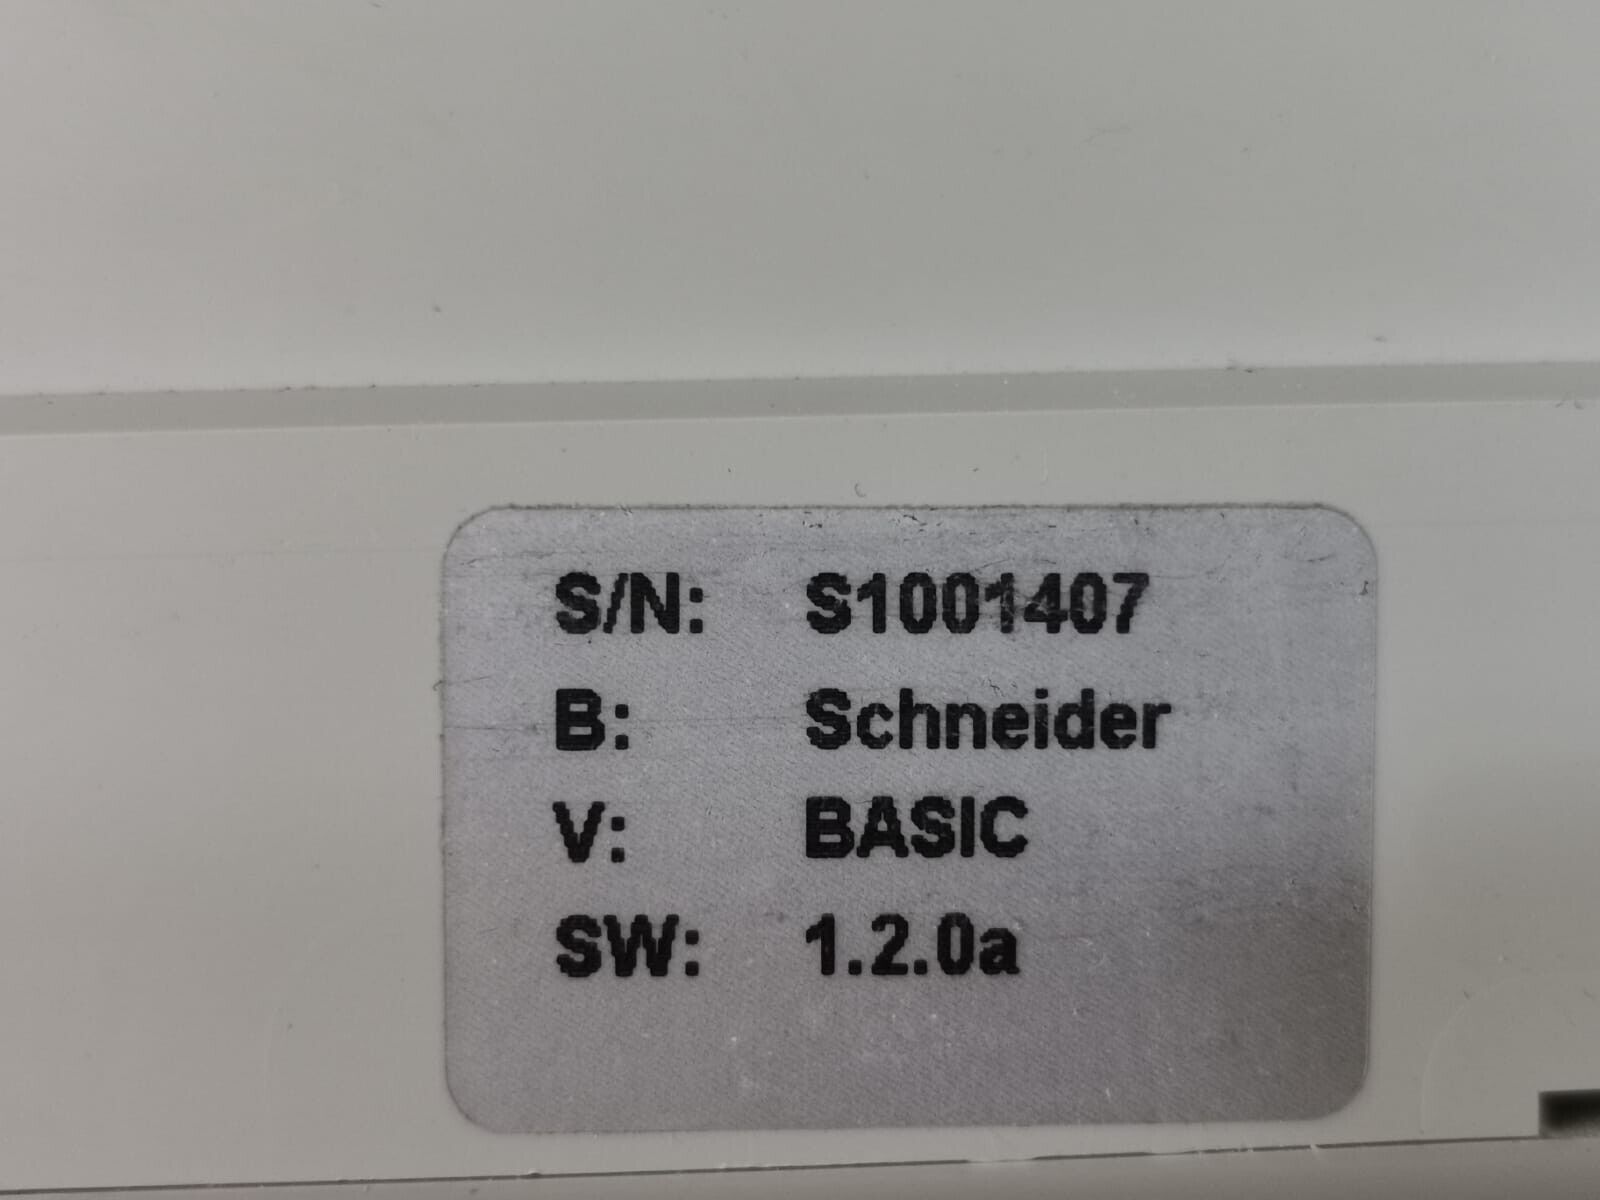 S/N: S1001407
B: Schneider
V: BASIC
SW: 1.2.0a